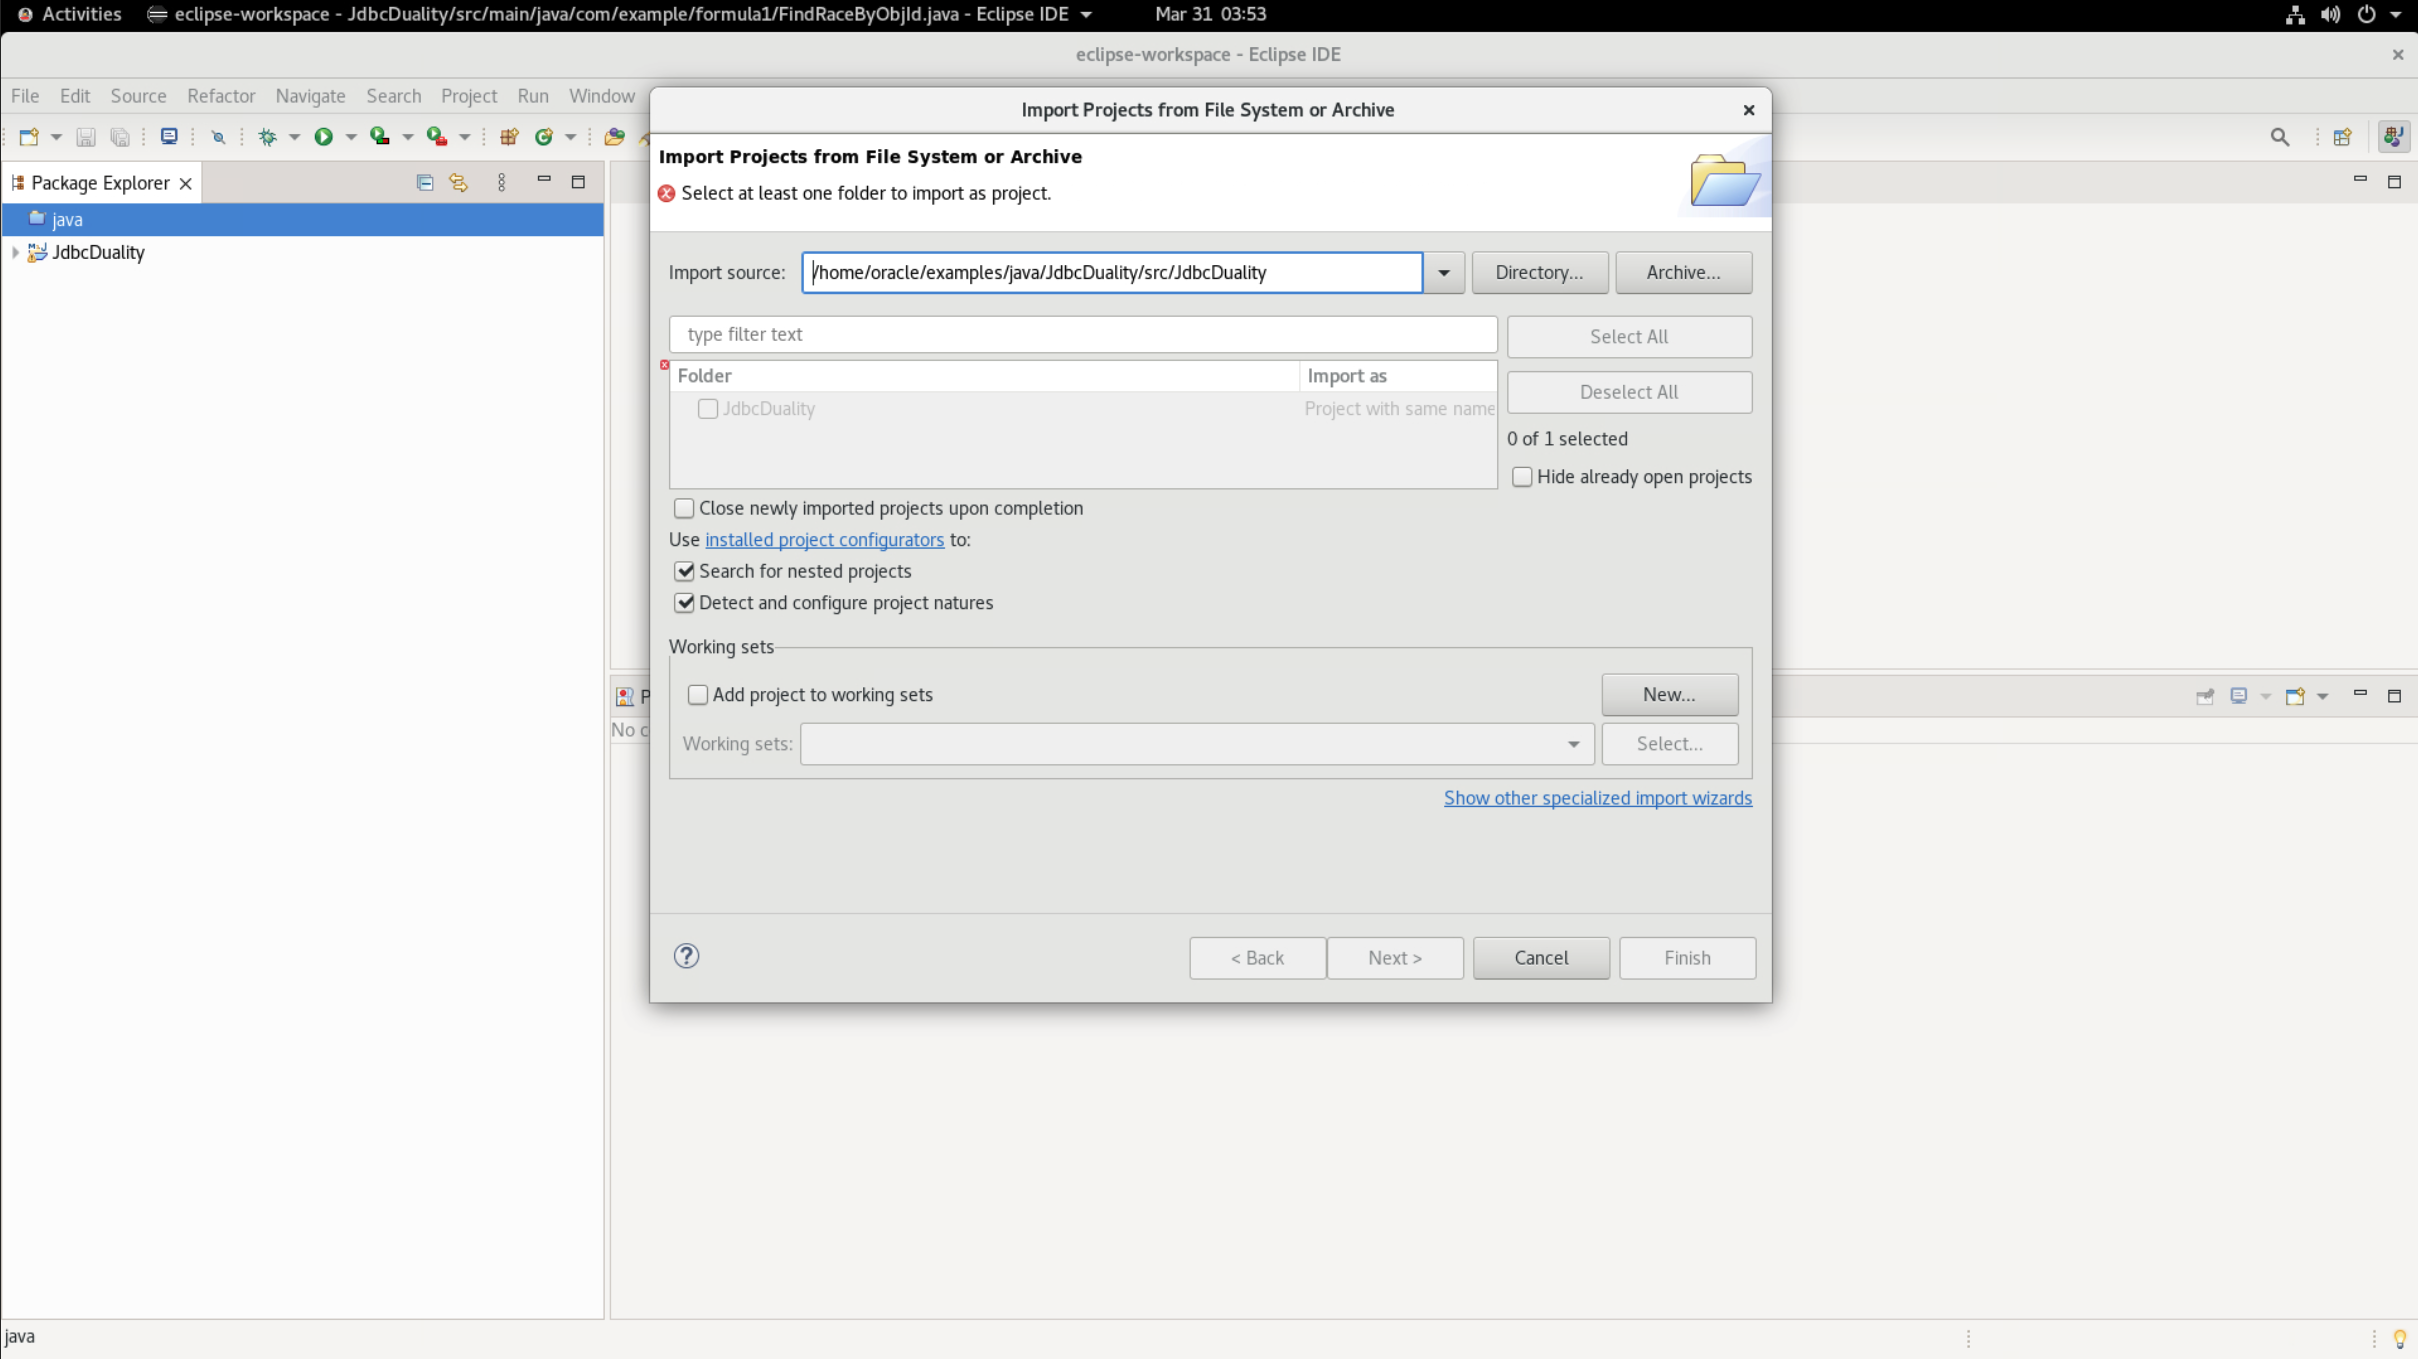 Activities eclipse-workspace - JdbcDuality/src/main/java/com/example/formula1/FindRaceByObjId.java - Eclipse IDE Mar 31 03:53
eclipse-workspace - Eclipse IDE
File Edit Source Refactor Navigate Search Project Run Window
Import Projects from File System or Archive
Package Explorer
java
JdbcDuality
Import Projects from File System or Archive
Select at least one folder to import as project.
Import source: /home/oracle/examples/java/JdbcDuality/src/JdbcDuality Directory... Archive...
type filter text Select All
Folder Import as
JdbcDuality Project with same name
Deselect All
0 of 1 selected
Hide already open projects
Close newly imported projects upon completion
Use installed project configurators to:
Search for nested projects
Detect and configure project natures
Working sets
Add project to working sets New...
Working sets: Select...
Show other specialized import wizards
P
No c
? < Back Next > Cancel Finish
java